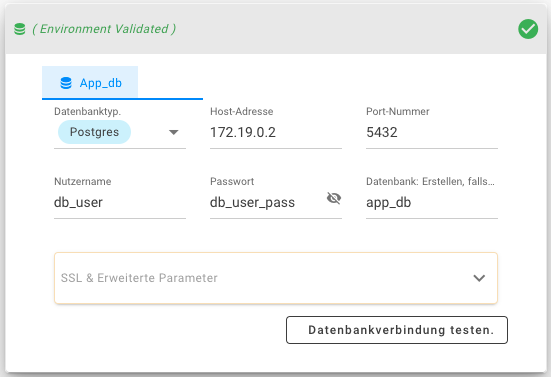 ( Environment Validated )
App_db
Datenbanktyp. Host-Adresse Port-Nummer
Postgres 172.19.0.2 5432
Nutzername Passwort Datenbank: Erstellen, falls...
db_user db_user_pass app_db
SSL & Erweiterte Parameter
Datenbankverbindung testen.